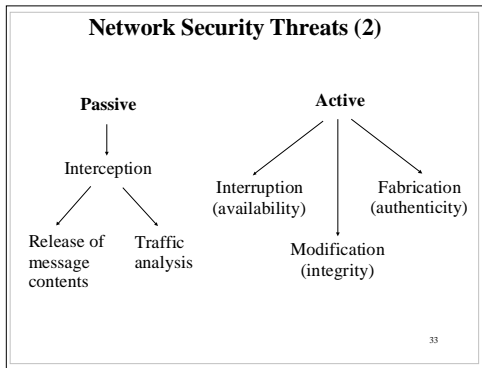 Network Security Threats (2)
Passive
Interception
Release of
message
contents
Traffic
analysis
Active
Interruption
(availability)
Modification
(integrity)
Fabrication
(authenticity)
33